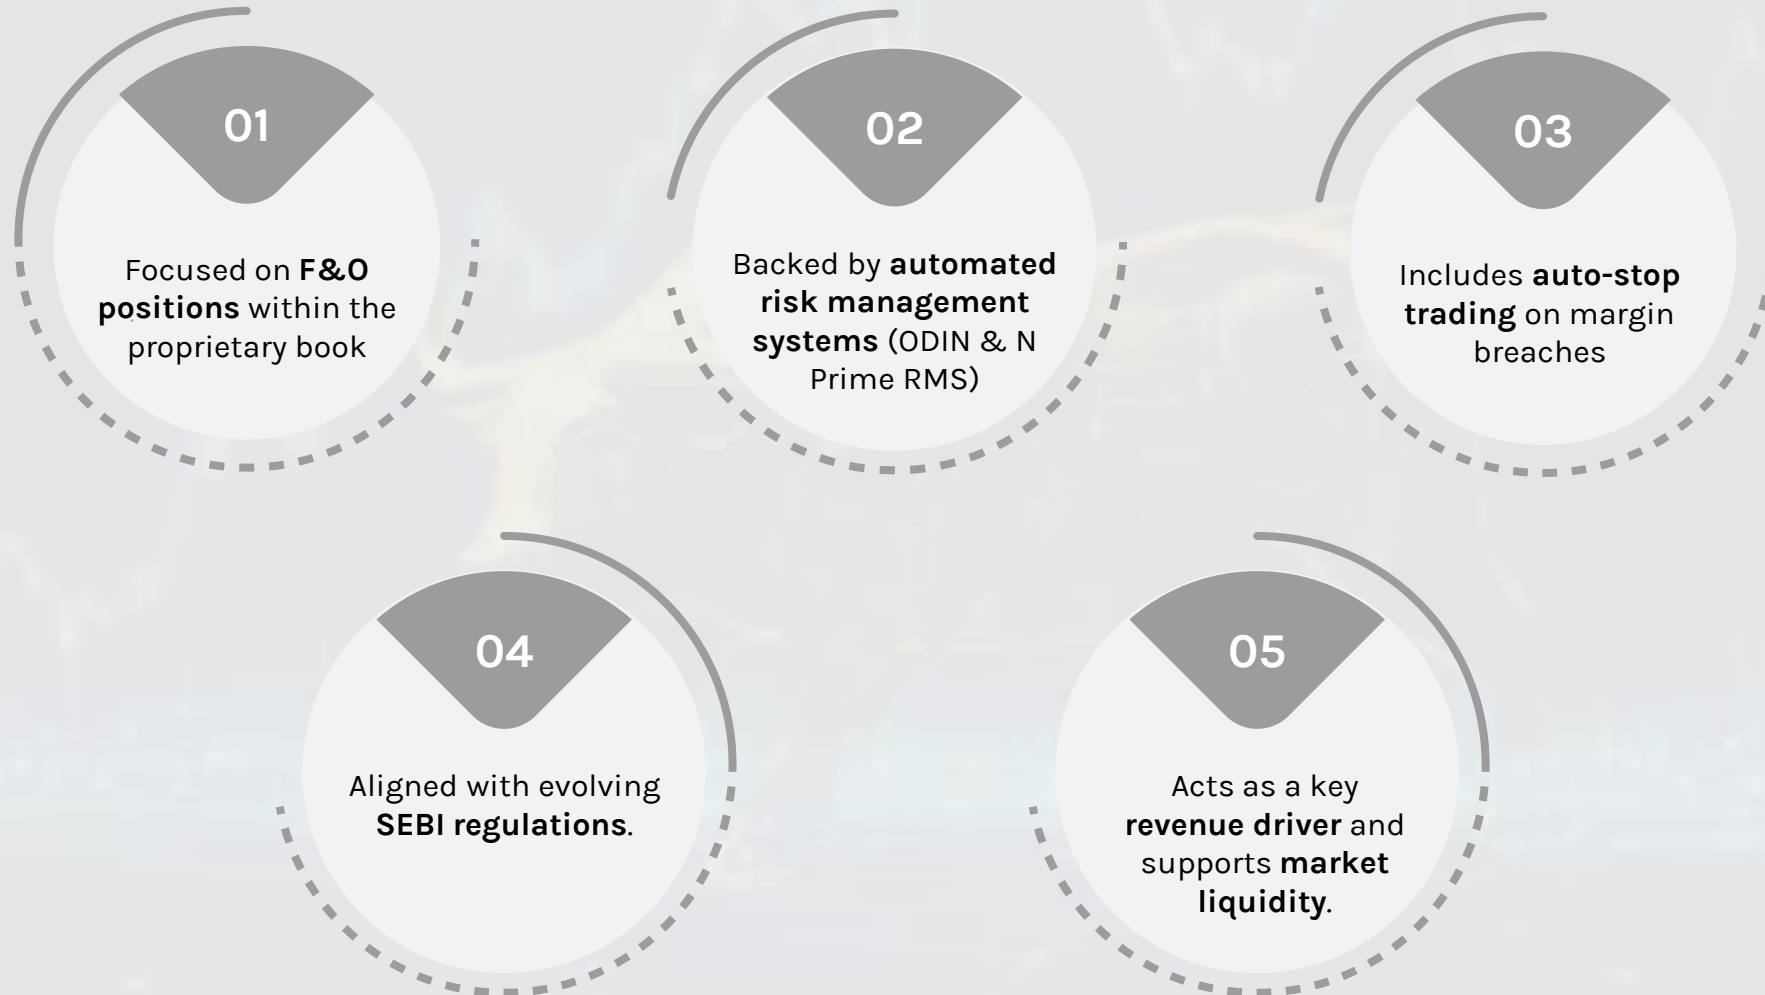 01
Focused on F&O
positions within the
proprietary book
02
Backed by automated
risk management
systems (ODIN & N
Prime RMS)
03
Includes auto-stop
trading on margin
breaches
04
Aligned with evolving
SEBI regulations.
05
Acts as a key
revenue driver and
supports market
liquidity.